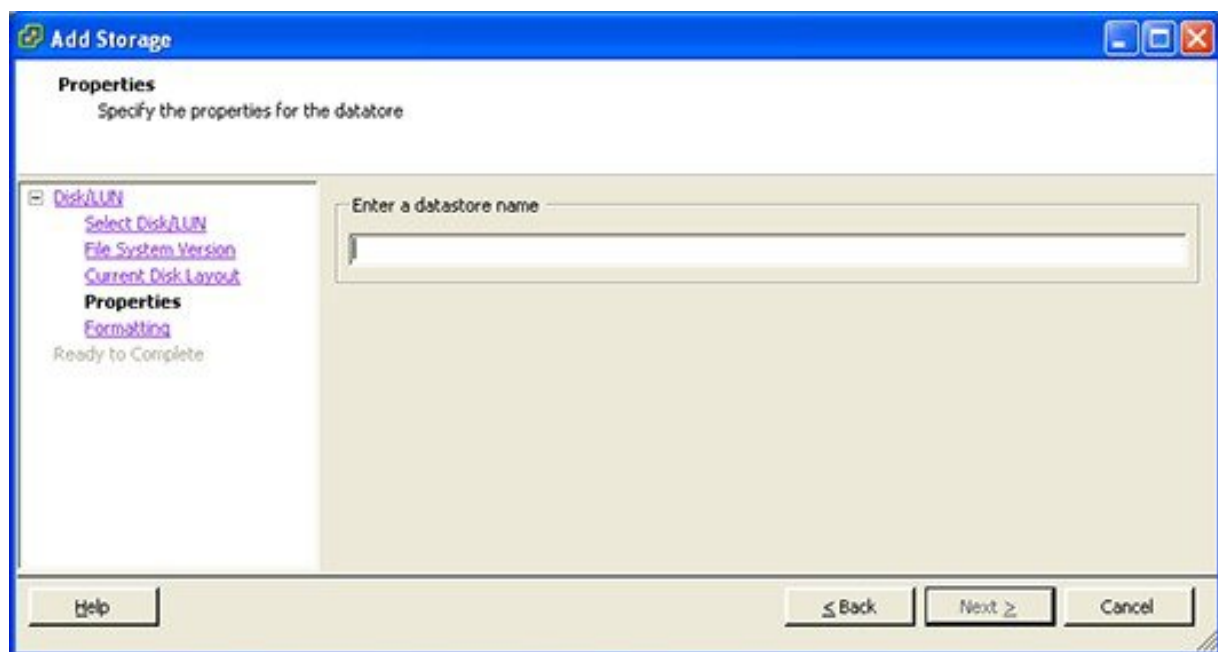 Add Storage
Properties
Specify the properties for the datatore
Disk/LUN
Select Disk/LUN
File System Version
Current Disk Layout
Properties
Formatting
Ready to Complete
Enter a datastore name
Help
≤ Back
Next ≥
Cancel